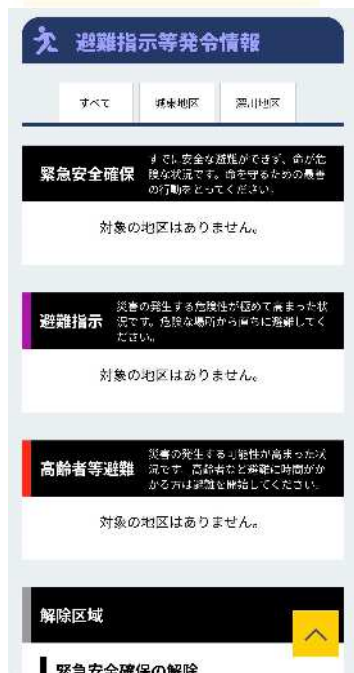 避難指示等発令情報
すべて
城東地区
深川地区
緊急安全確保
すでに安全な避難ができず、命が危
険な状況です。命を守るための最善
の行動をとってください。
対象の地区はありません。
避難指示
災害の発生する危険性が極めて高まった状
況です。危険な場所から直ちに避難してく
ださい。
対象の地区はありません。
高齢者等避難
災害の発生する可能性が高まった状
況です。高齢者など避難に時間がか
かる方は避難を開始してください。
対象の地区はありません。
解除区域
緊急安全確保の解除